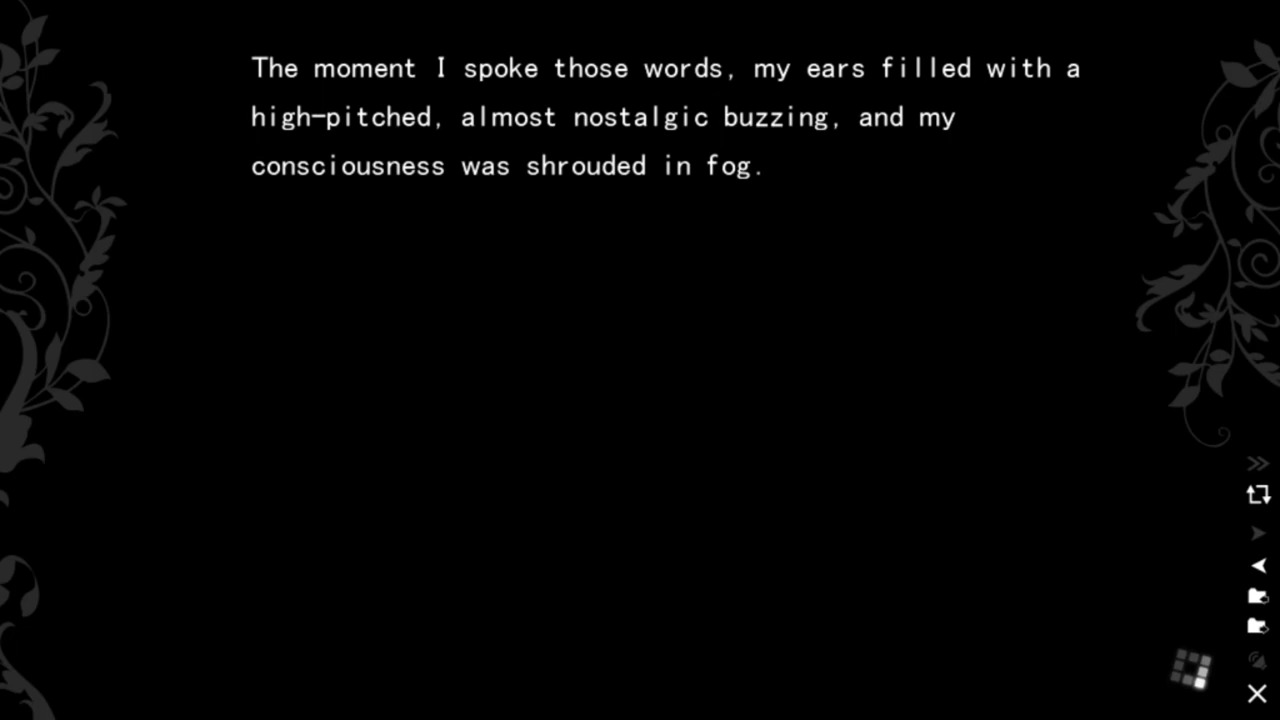 The moment I spoke those words, my ears filled with a
high-pitched, almost nostalgic buzzing, and my
consciousness was shrouded in fog.